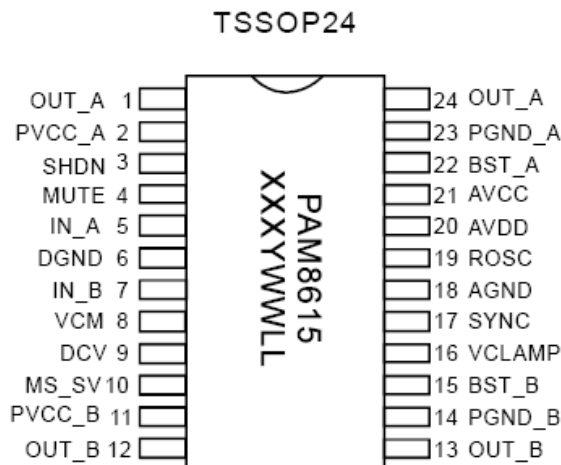 TSSOP24
OUT_A 1
PVCC_A 2
SHDN 3
MUTE 4
IN_A 5
DGND 6
IN_B 7
VCM 8
DCV 9
MS_SV 10
PVCC_B 11
OUT_B 12
PAM8615
XXXYWWLL
24 OUT_A
23 PGND_A
22 BST_A
21 AVCC
20 AVDD
19 ROSC
18 AGND
17 SYNC
16 VCLAMP
15 BST_B
14 PGND_B
13 OUT_B